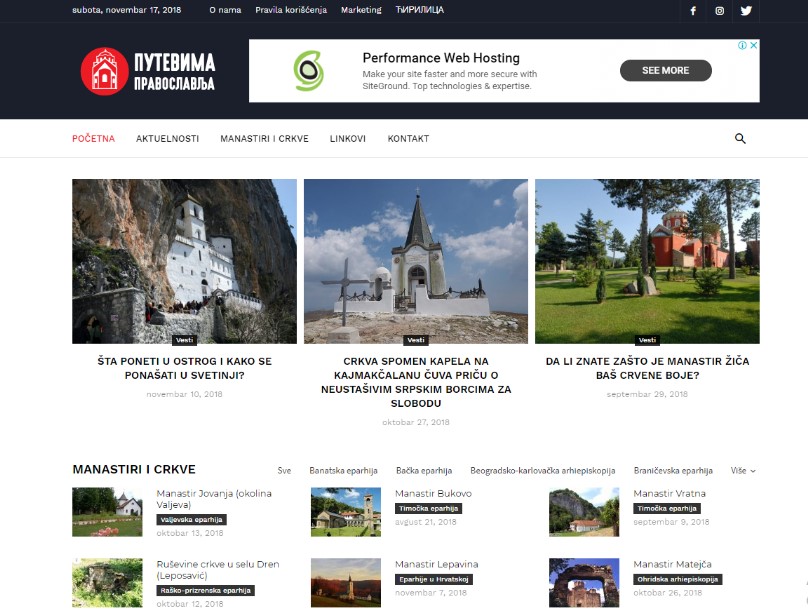 subota, novembar 17, 2018 O nama Pravila korišćenja Marketing ЋИРИЛИЦА
ПУТЕВИМА
ПРАВОСЛАВЉА
Performance Web Hosting
Make your site faster and more secure with
SiteGround. Top technologies & expertise.
SEE MORE
POČETNA AKTUELNOSTI MANASTIRI I CRKVE LINKOVI KONTAKT
Vesti
ŠTA PONETI U OSTROG I KAKO SE
PONAŠATI U SVETINJI?
novembar 10, 2018
Vesti
CRKVA SPOMEN KAPELA NA
KAJMAKČALANU ČUVA PRIČU O
NEUSTAŠIVIM SRPSKIM BORCIMA ZA
SLOBODU
oktobar 27, 2018
Vesti
DA LI ZNATE ZAŠTO JE MANASTIR ŽIČA
BAŠ CRVENE BOJE?
septembar 29, 2018
MANASTIRI I CRKVE Sve Banatska eparhija Bačka eparhija Beogradsko-karlovačka arhiepiskopija Braničevska eparhija Više
Manastir Jovanja (okolina
Valjeva)
Valjevska eparhija
oktobar 13, 2018
Manastir Bukovo
Timočka eparhija
avgust 21, 2018
Manastir Vratna
Timočka eparhija
septembar 9, 2018
Ruševine crkve u selu Dren
(Leposavić)
Raško-prizrenska eparhija
oktobar 12, 2018
Manastir Lepavina
Eparhije u Hrvatskoj
novembar 7, 2018
Manastir Matejča
Ohridska arhiepiskopija
oktobar 26, 2018